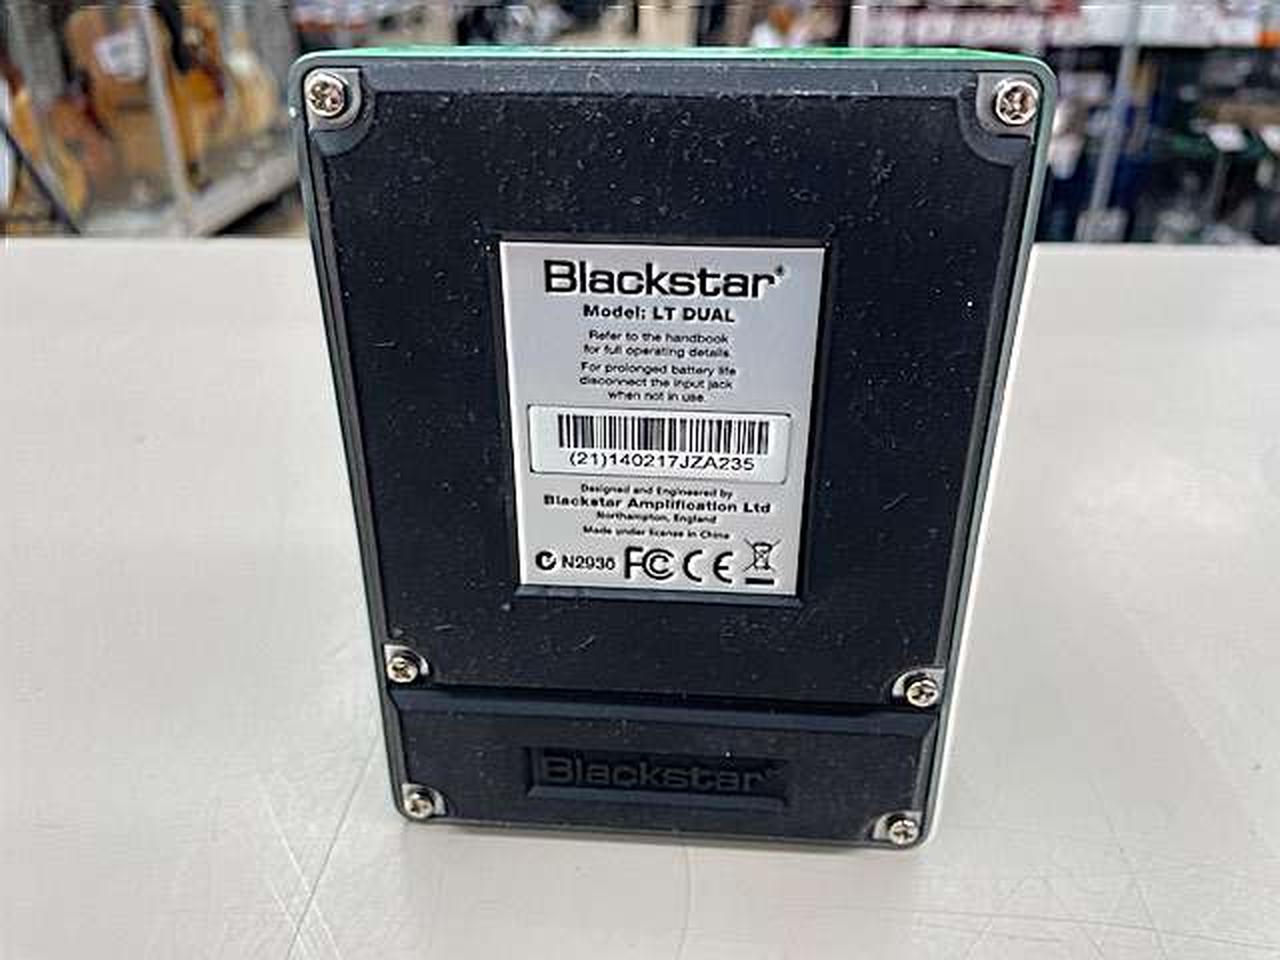 Blackstar®
Model: LT DUAL
Refer to the handbook
for full operating details.
For prolonged battery life
disconnect the input jack
when not in use.
(21)140217JZA235
Designed and Engineered by
Blackstar Amplification Ltd
Northampton, England
Made under license in China
N2936 FCC CE
Blackstar®